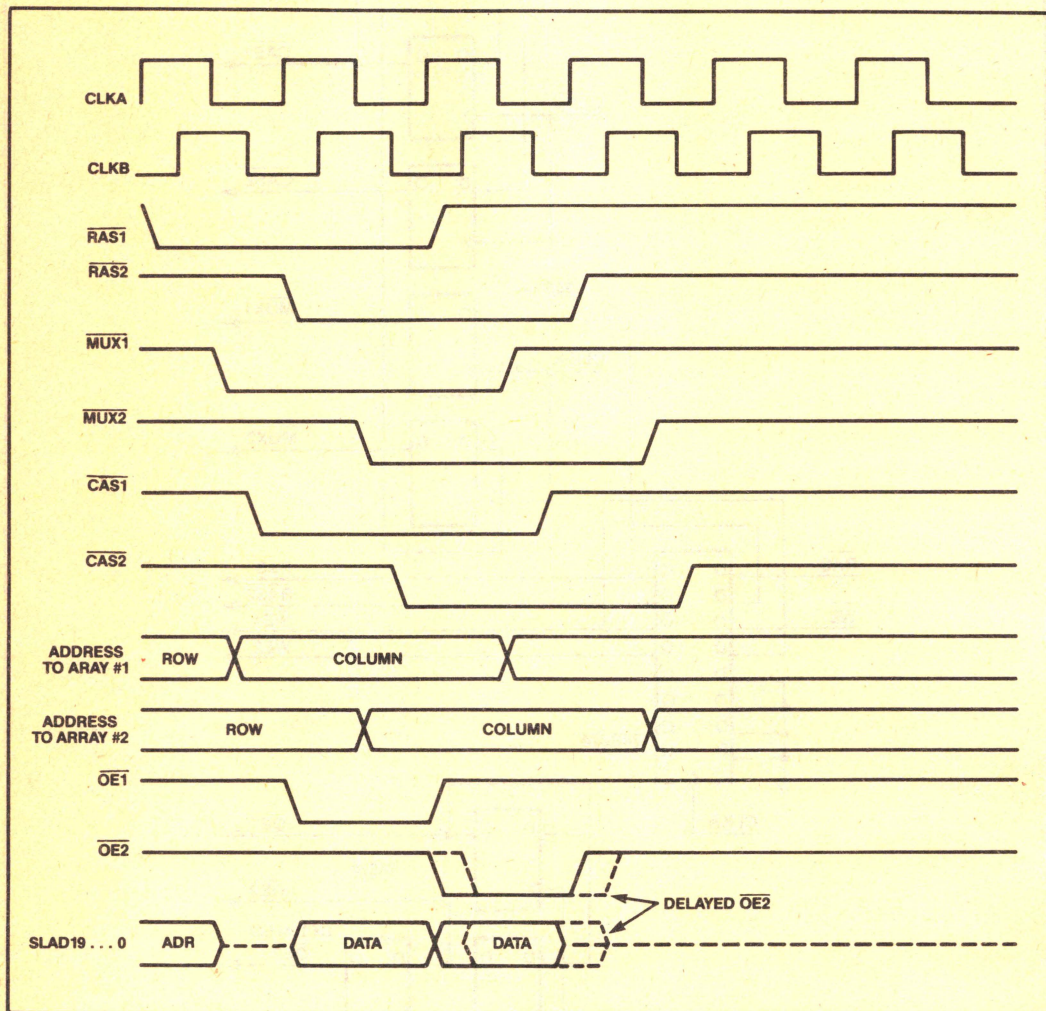 CLKA
CLKB
RAS1
RAS2
MUX1
MUX2
CAS1
CAS2
ADDRESS
TO ARAY #1
ROW
COLUMN
ADDRESS
TO ARRAY #2
ROW
COLUMN
OE1
OE2
DELAYED OE2
SLAD19 . . . 0
ADR
DATA
DATA